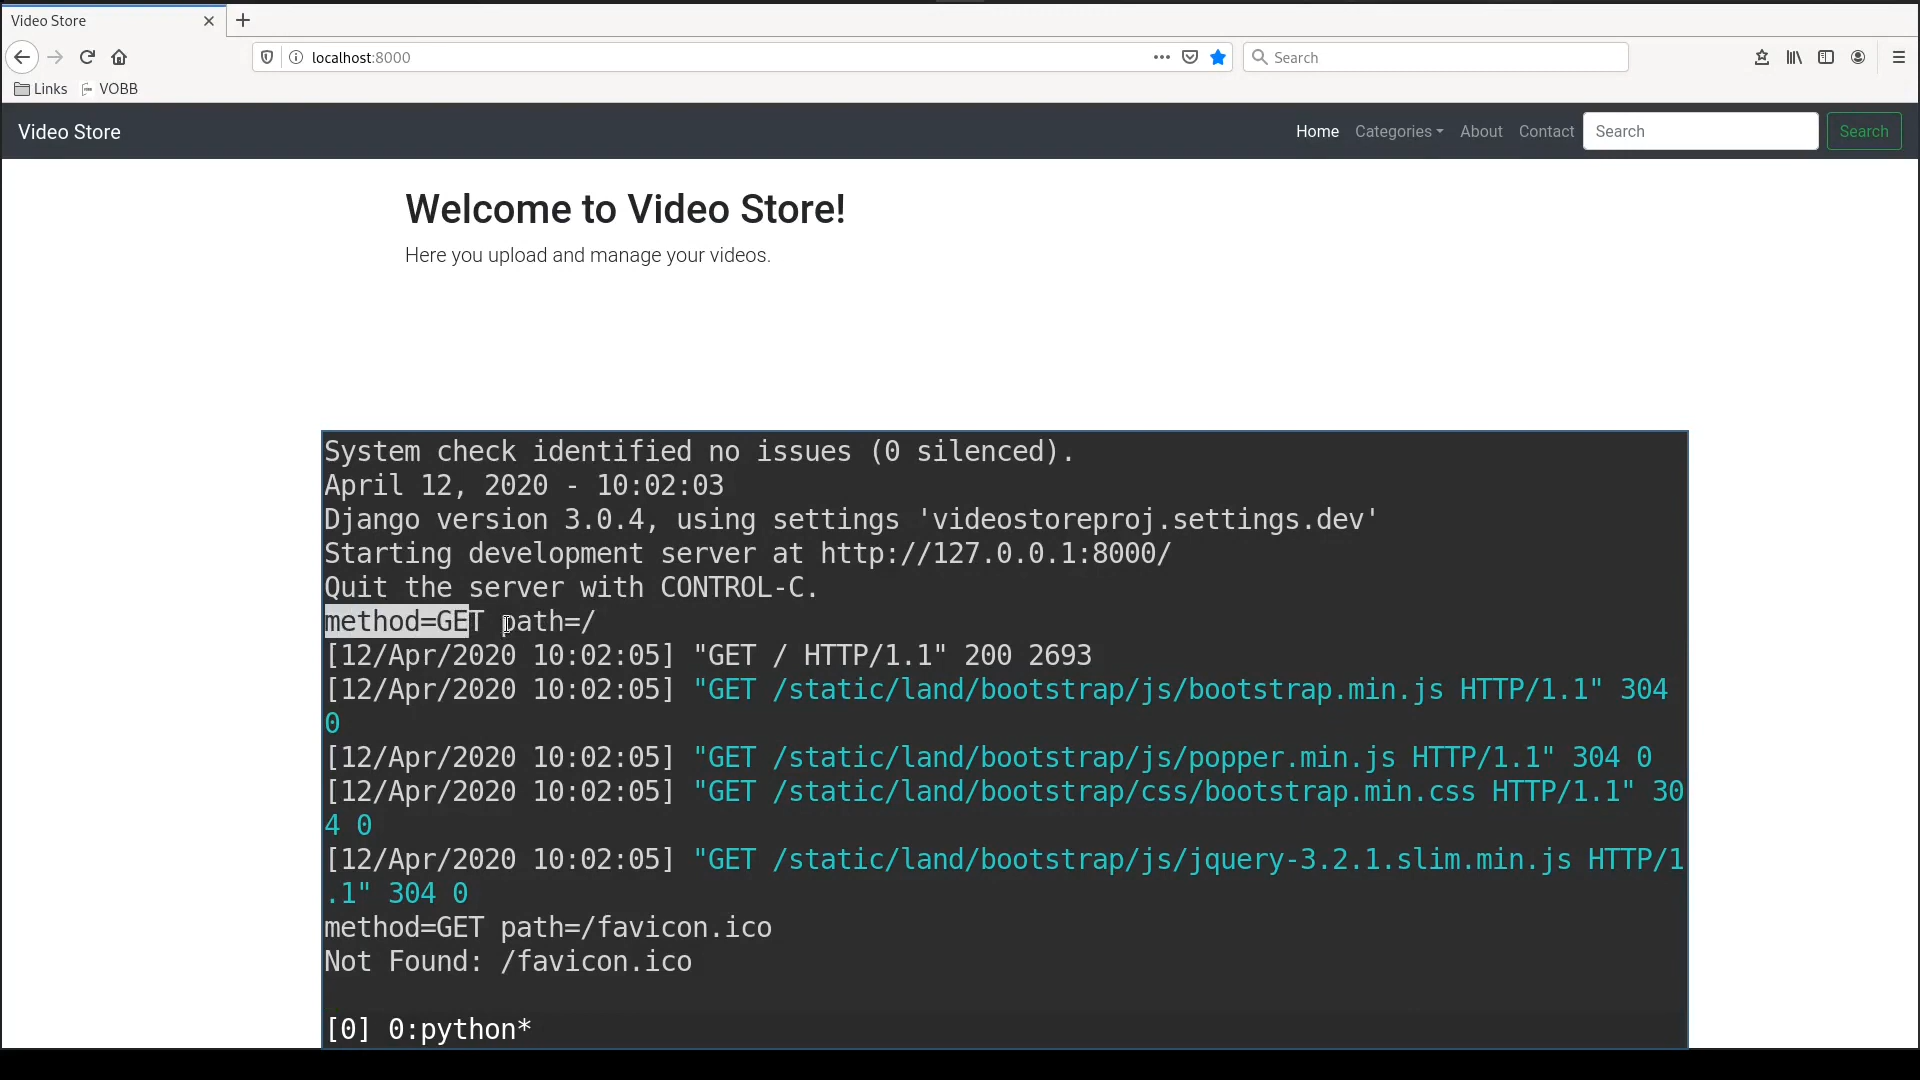 Video Store
localhost:8000
Search
Links VOBB
Video Store
Home Categories About Contact Search Search
Welcome to Video Store!
Here you upload and manage your videos.
System check identified no issues (0 silenced).
April 12, 2020 - 10:02:03
Django version 3.0.4, using settings 'videostoreproj.settings.dev'
Starting development server at http://127.0.0.1:8000/
Quit the server with CONTROL-C.
method=GET path=/
[12/Apr/2020 10:02:05] "GET / HTTP/1.1" 200 2693
[12/Apr/2020 10:02:05] "GET /static/land/bootstrap/js/bootstrap.min.js HTTP/1.1" 304
0
[12/Apr/2020 10:02:05] "GET /static/land/bootstrap/js/popper.min.js HTTP/1.1" 304 0
[12/Apr/2020 10:02:05] "GET /static/land/bootstrap/css/bootstrap.min.css HTTP/1.1" 30
4 0
[12/Apr/2020 10:02:05] "GET /static/land/bootstrap/js/jquery-3.2.1.slim.min.js HTTP/1
.1" 304 0
method=GET path=/favicon.ico
Not Found: /favicon.ico
[0] 0:python*